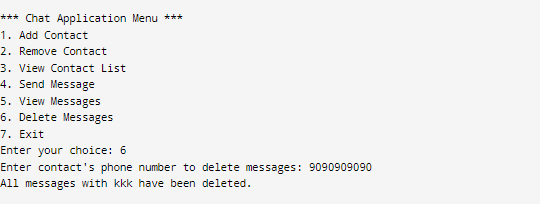 *** Chat Application Menu ***
1. Add Contact
2. Remove Contact
3. View Contact List
4. Send Message
5. View Messages
6. Delete Messages
7. Exit
Enter your choice: 6
Enter contact's phone number to delete messages: 9090909090
All messages with kkk have been deleted.